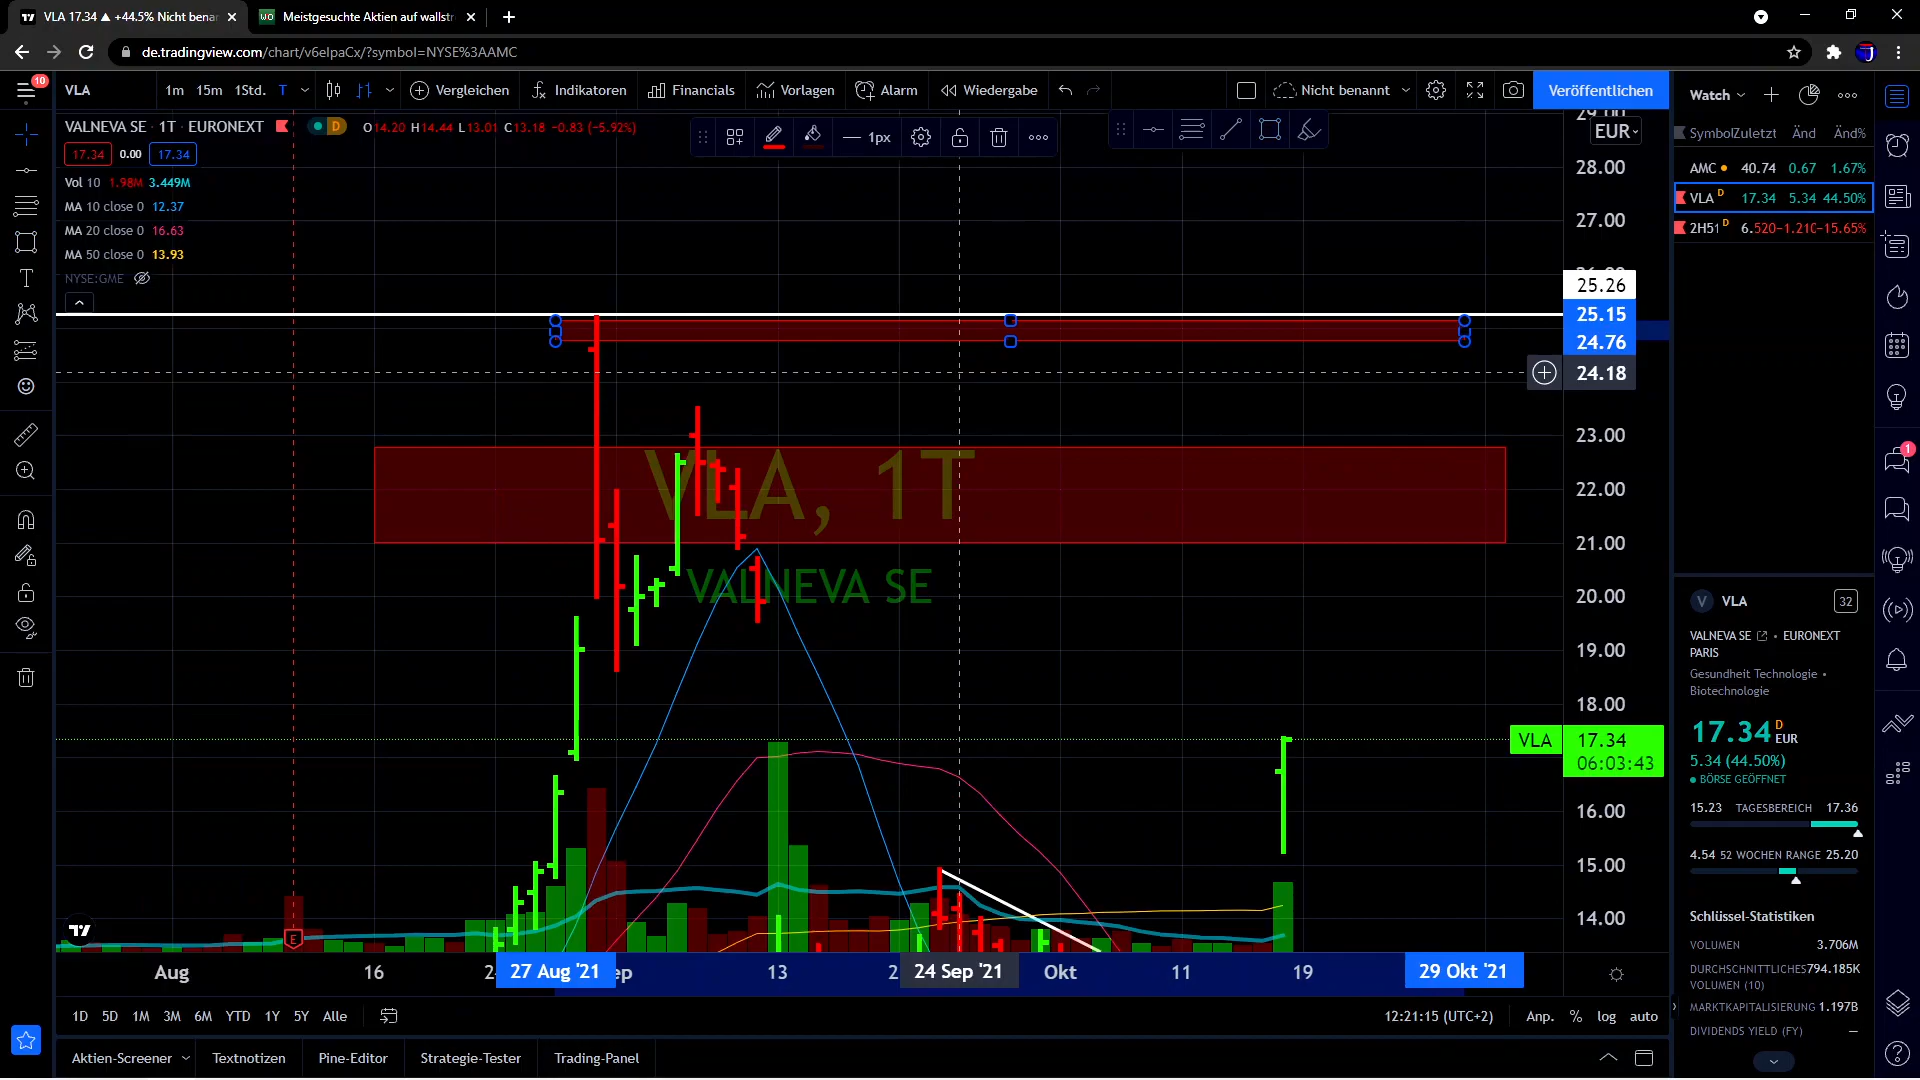 VLA 17.34 ▲ +44.5% Nicht bena
Meistgesuchte Aktien auf wallstr
de.tradingview.com/chart/v6elpaCx/?symbol=NYSE%3AAMC
10
VLA 1m 15m 1Std. T Vergleichen Indikatoren Financials Vorlagen Alarm Wiedergabe Nicht benannt Veröffentlichen
VALNEVA SE · 1T · EURONEXT D O14.20 H14.44 L13.01 C13.18 -0.83 (-5.92%)
17.34 0.00 17.34
Vol 10 1.98M 3.449M
MA 10 close 0 12.37
MA 20 close 0 16.63
MA 50 close 0 13.93
NYSE:GME
1px
EUR
28.00
27.00
25.26
25.15
24.76
24.18
23.00
22.00
21.00
20.00
19.00
18.00
VLA 17.34
06:03:43
16.00
15.00
14.00
VLA, 1T
VALNEVA SE
E
Aug 16 27 Aug '21 13 24 Sep '21 Okt 11 19 29 Okt '21
1D 5D 1M 3M 6M YTD 1Y 5Y Alle 12:21:15 (UTC+2) Anp. % log auto
Aktien-Screener Textnotizen Pine-Editor Strategie-Tester Trading-Panel
Watch
Symbol Zuletzt Änd Änd%
AMC 40.74 0.67 1.67%
VLA D 17.34 5.34 44.50%
2H51 D 6.520 -1.210 -15.65%
1
V VLA 32
VALNEVA SE • EURONEXT
PARIS
Gesundheit Technologie •
Biotechnologie
17.34 D EUR
5.34 (44.50%)
BÖRSE GEÖFFNET
15.23 TAGESBEREICH 17.36
4.54 52 WOCHEN RANGE 25.20
Schlüssel-Statistiken
VOLUMEN 3.706M
DURCHSCHNITTLICHES 794.185K
VOLUMEN (10)
MARKTKAPITALISIERUNG 1.197B
DIVIDENDS YIELD (FY) —